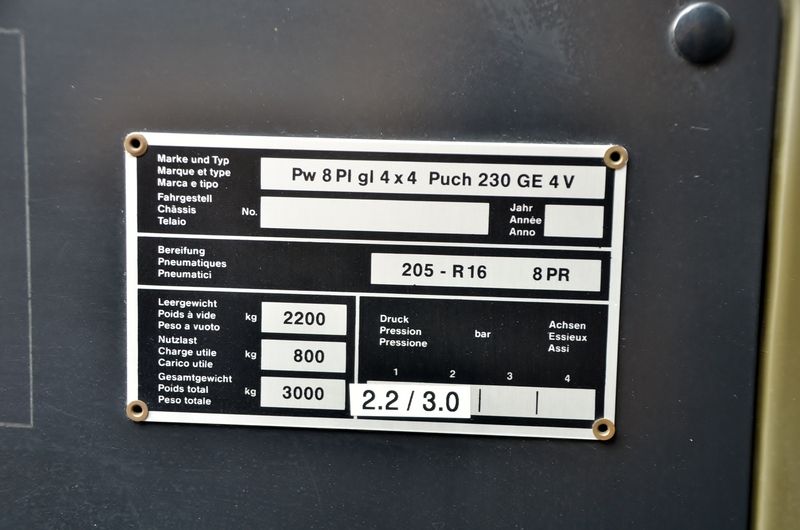 Marke und Typ
Marque et type
Marca e tipo
Pw 8 Pl gl 4 x 4 Puch 230 GE 4 V
Fahrgestell
Châssis
Telaio
No.
Jahr
Année
Anno
Bereifung
Pneumatiques
Pneumatici
205 - R 16 8 PR
Leergewicht
Poids à vide
Peso a vuoto
kg
2200
Nutzlast
Charge utile
Carico utile
kg
800
Gesamtgewicht
Poids total
Peso totale
kg
3000
Druck
Pression
Pressione
bar
Achsen
Essieux
Assi
1 2 3 4
2.2 / 3.0